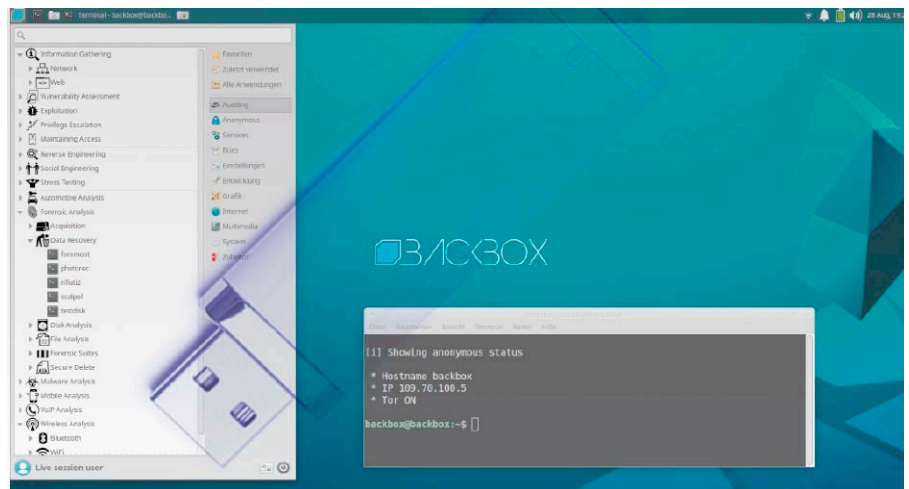 Terminal - backbox@backbo...
28 Aug, 19:2
Information Gathering
Network
Web
Vulnerability Assessment
Exploitation
Privilege Escalation
Maintaining Access
Reverse Engineering
Social Engineering
Stress Testing
Automotive Analysis
Forensic Analysis
Acquisition
Data Recovery
foremost
photorec
rifiuti2
scalpel
testdisk
Disk Analysis
File Analysis
Forensic Suites
Secure Delete
Malware Analysis
Mobile Analysis
VoIP Analysis
Wireless Analysis
Bluetooth
WiFi
Live session user
Favoriten
Zuletzt verwendet
Alle Anwendungen
Auditing
Anonymous
Services
Büro
Einstellungen
Entwicklung
Grafik
Internet
Multimedia
System
Zubehör
BACKBOX
Datei Bearbeiten Ansicht Terminal Reiter Hilfe
[i] Showing anonymous status
* Hostname backbox
* IP 109.70.100.5
* Tor ON
backbox@backbox:~$